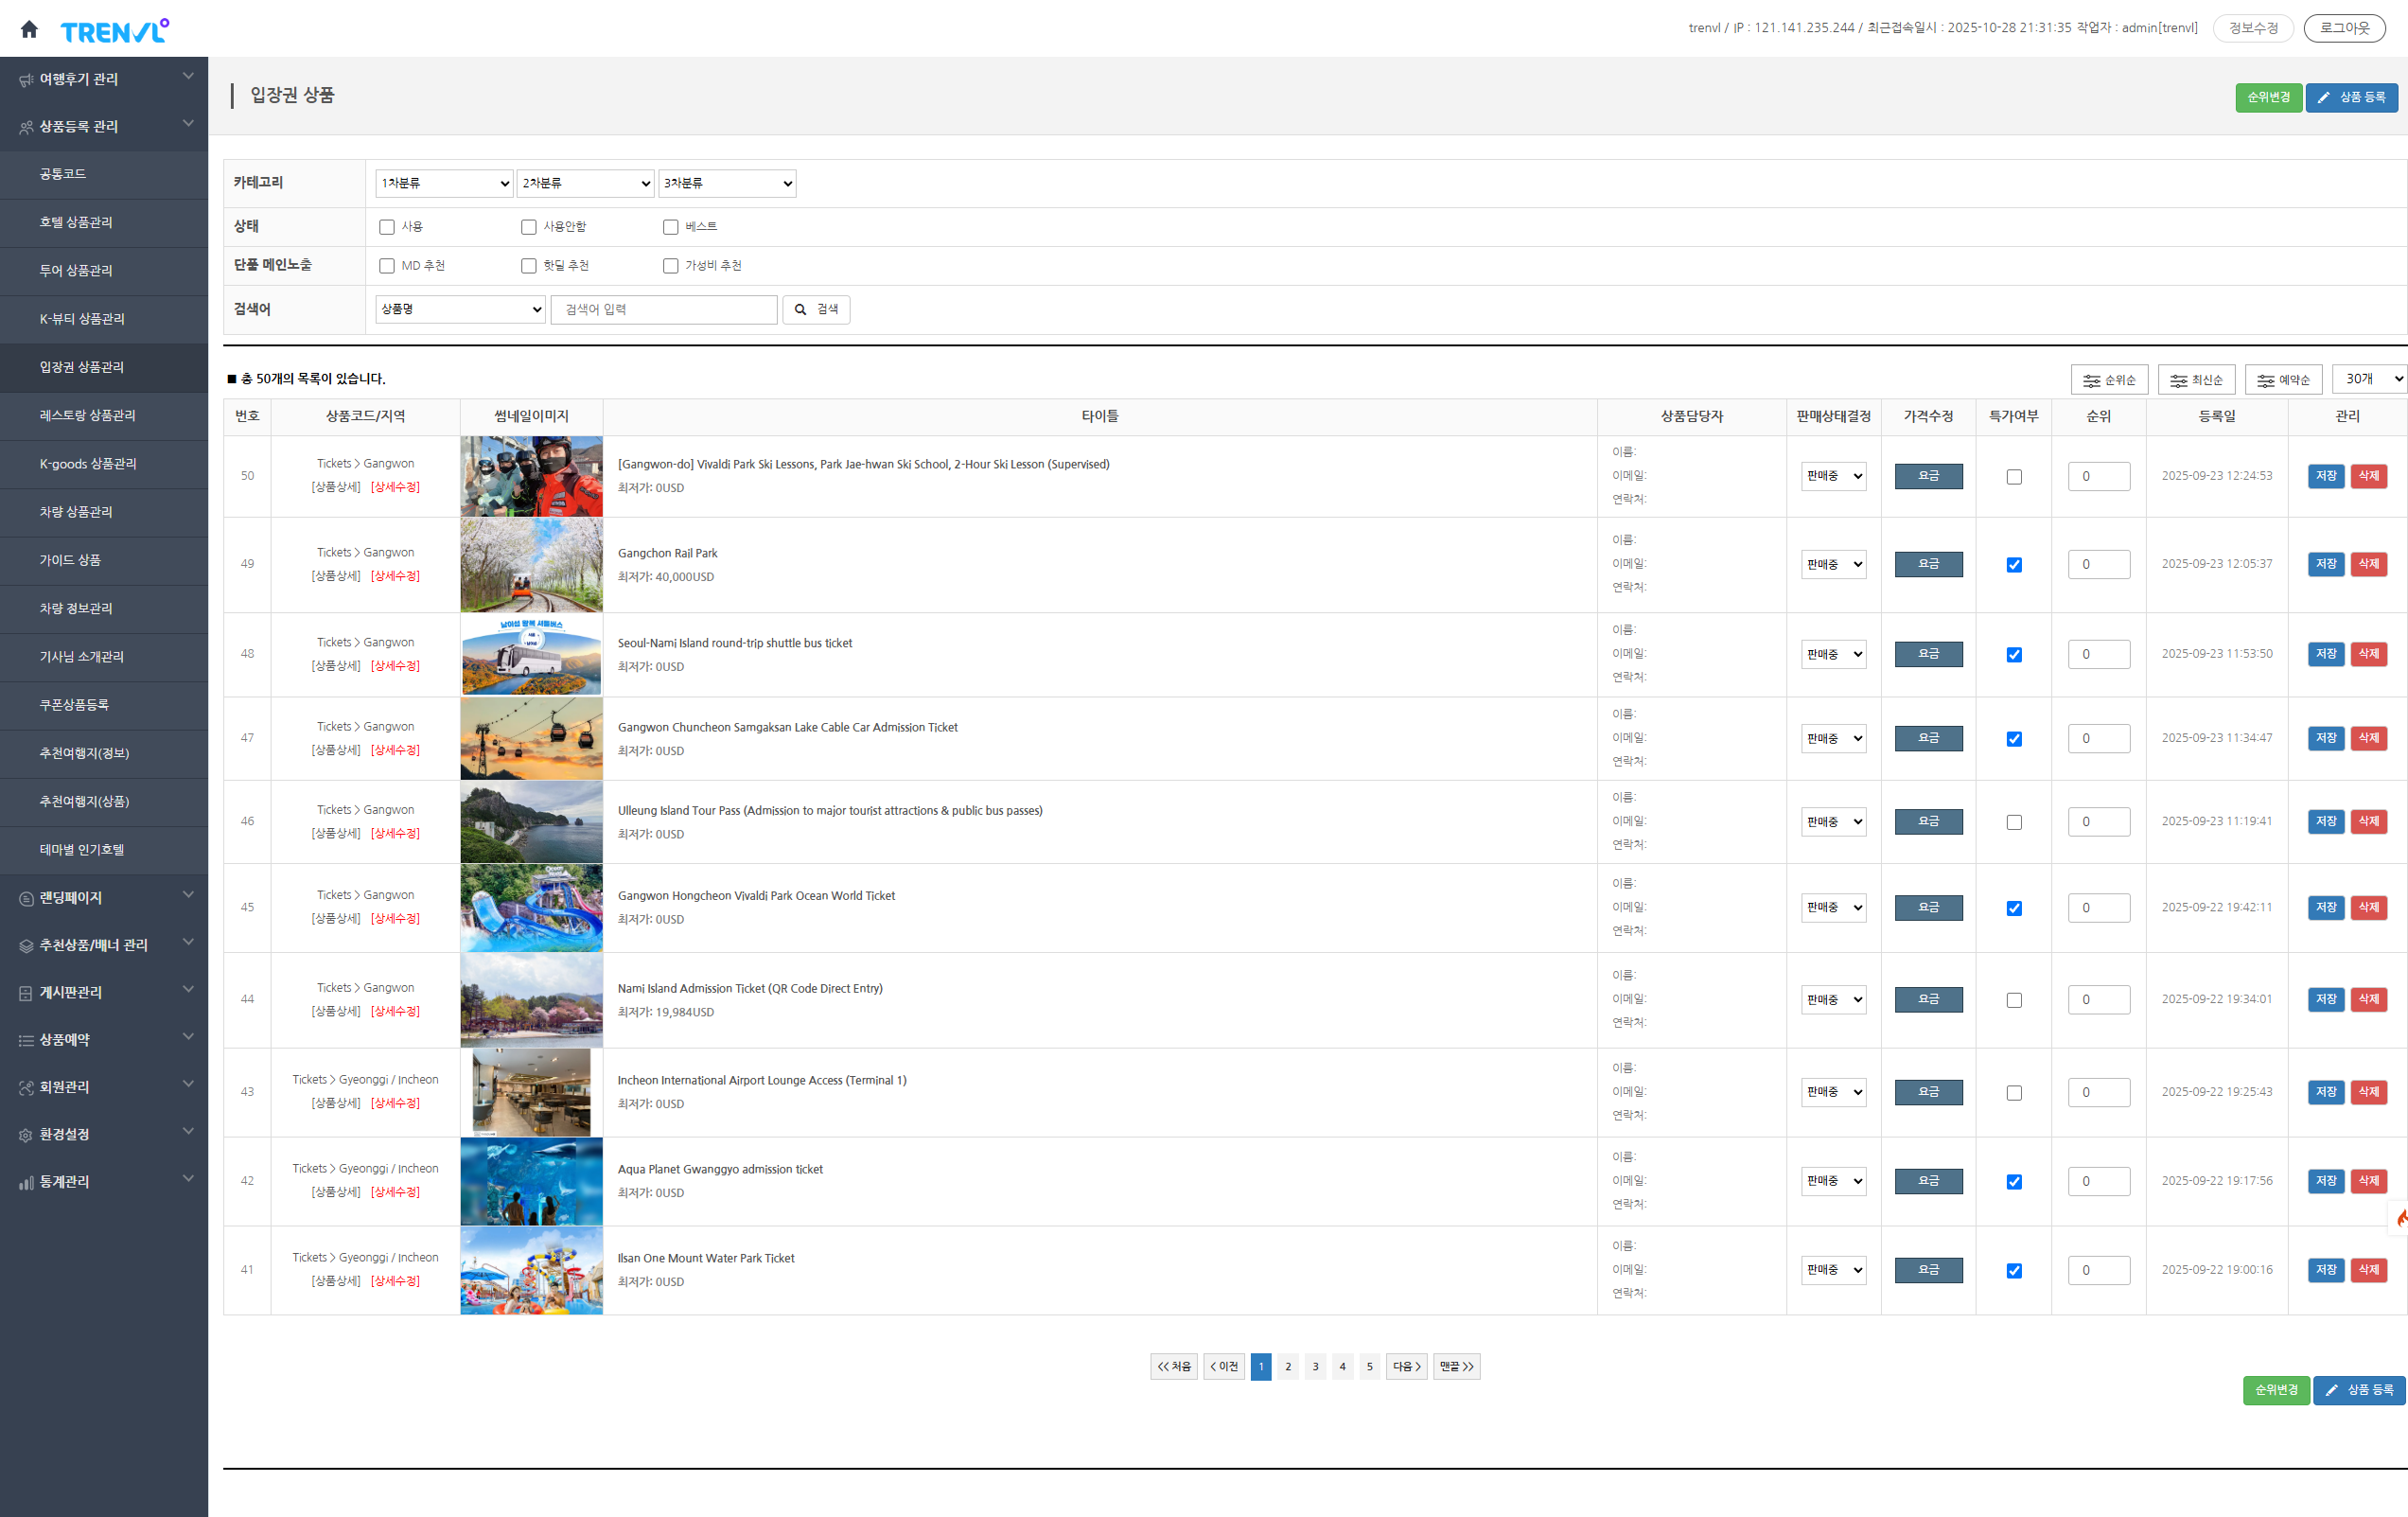 TRENVL
trenvl / IP : 121.141.235.244 / 최근접속일시 : 2025-10-28 21:31:35 작업자 : admin[trenvl]
정보수정
로그아웃
여행후기 관리
상품등록 관리
공통코드
호텔 상품관리
투어 상품관리
K-뷰티 상품관리
입장권 상품관리
레스토랑 상품관리
K-goods 상품관리
차량 상품관리
가이드 상품
차량 정보관리
기사님 소개관리
쿠폰상품등록
추천여행지(정보)
추천여행지(상품)
테마별 인기호텔
랜딩페이지
추천상품/배너 관리
게시판관리
상품예약
회원관리
환경설정
통계관리
입장권 상품
순위변경
상품 등록
카테고리 1차분류 2차분류 3차분류
상태 사용 사용안함 베스트
단품 메인노출 MD 추천 핫딜 추천 가성비 추천
검색어 상품명 검색어 입력 검색
■ 총 50개의 목록이 있습니다.
순위순 최신순 예약순 30개
번호 상품코드/지역 썸네일이미지 타이틀 상품담당자 판매상태결정 가격수정 특가여부 순위 등록일 관리
50
Tickets > Gangwon
[상품상세] [상세수정]
[Gangwon-do] Vivaldi Park Ski Lessons, Park Jae-hwan Ski School, 2-Hour Ski Lesson (Supervised)
최저가: 0USD
이름:
이메일:
연락처:
판매중 요금 0 2025-09-23 12:24:53 저장 삭제
49
Tickets > Gangwon
[상품상세] [상세수정]
Gangchon Rail Park
최저가: 40,000USD
이름:
이메일:
연락처:
판매중 요금 0 2025-09-23 12:05:37 저장 삭제
48
Tickets > Gangwon
[상품상세] [상세수정]
남이섬 왕복 셔틀버스
Seoul-Nami Island round-trip shuttle bus ticket
최저가: 0USD
이름:
이메일:
연락처:
판매중 요금 0 2025-09-23 11:53:50 저장 삭제
47
Tickets > Gangwon
[상품상세] [상세수정]
Gangwon Chuncheon Samgaksan Lake Cable Car Admission Ticket
최저가: 0USD
이름:
이메일:
연락처:
판매중 요금 0 2025-09-23 11:34:47 저장 삭제
46
Tickets > Gangwon
[상품상세] [상세수정]
Ulleung Island Tour Pass (Admission to major tourist attractions & public bus passes)
최저가: 0USD
이름:
이메일:
연락처:
판매중 요금 0 2025-09-23 11:19:41 저장 삭제
45
Tickets > Gangwon
[상품상세] [상세수정]
Gangwon Hongcheon Vivaldi Park Ocean World Ticket
최저가: 0USD
이름:
이메일:
연락처:
판매중 요금 0 2025-09-22 19:42:11 저장 삭제
44
Tickets > Gangwon
[상품상세] [상세수정]
Nami Island Admission Ticket (QR Code Direct Entry)
최저가: 19,984USD
이름:
이메일:
연락처:
판매중 요금 0 2025-09-22 19:34:01 저장 삭제
43
Tickets > Gyeonggi / Incheon
[상품상세] [상세수정]
Incheon International Airport Lounge Access (Terminal 1)
최저가: 0USD
이름:
이메일:
연락처:
판매중 요금 0 2025-09-22 19:25:43 저장 삭제
42
Tickets > Gyeonggi / Incheon
[상품상세] [상세수정]
Aqua Planet Gwanggyo admission ticket
최저가: 0USD
이름:
이메일:
연락처:
판매중 요금 0 2025-09-22 19:17:56 저장 삭제
41
Tickets > Gyeonggi / Incheon
[상품상세] [상세수정]
Ilsan One Mount Water Park Ticket
최저가: 0USD
이름:
이메일:
연락처:
판매중 요금 0 2025-09-22 19:00:16 저장 삭제
<< 처음 < 이전 1 2 3 4 5 다음 > 맨끝 >>
순위변경
상품 등록